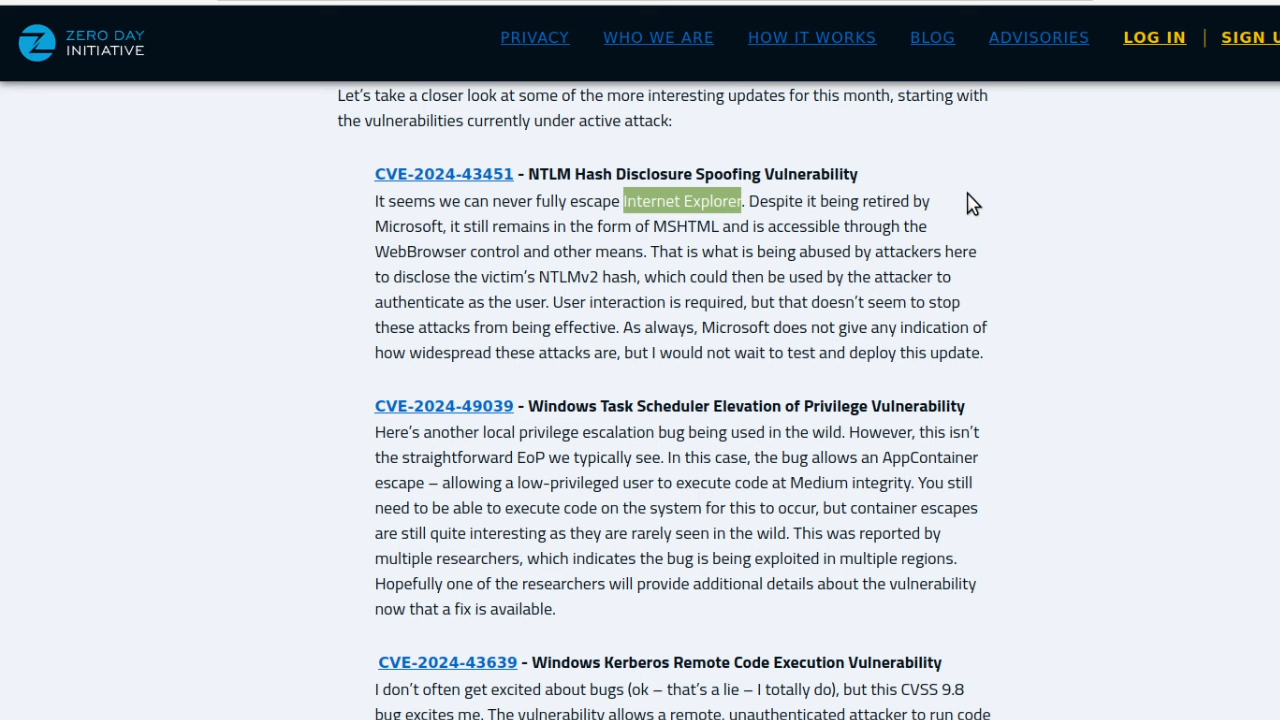 ZERO DAY
INITIATIVE
PRIVACY WHO WE ARE HOW IT WORKS BLOG ADVISORIES LOG IN | SIGN U
Let’s take a closer look at some of the more interesting updates for this month, starting with
the vulnerabilities currently under active attack:
CVE-2024-43451 - NTLM Hash Disclosure Spoofing Vulnerability
It seems we can never fully escape Internet Explorer. Despite it being retired by
Microsoft, it still remains in the form of MSHTML and is accessible through the
WebBrowser control and other means. That is what is being abused by attackers here
to disclose the victim’s NTLMv2 hash, which could then be used by the attacker to
authenticate as the user. User interaction is required, but that doesn’t seem to stop
these attacks from being effective. As always, Microsoft does not give any indication of
how widespread these attacks are, but I would not wait to test and deploy this update.
CVE-2024-49039 - Windows Task Scheduler Elevation of Privilege Vulnerability
Here’s another local privilege escalation bug being used in the wild. However, this isn’t
the straightforward EoP we typically see. In this case, the bug allows an AppContainer
escape – allowing a low-privileged user to execute code at Medium integrity. You still
need to be able to execute code on the system for this to occur, but container escapes
are still quite interesting as they are rarely seen in the wild. This was reported by
multiple researchers, which indicates the bug is being exploited in multiple regions.
Hopefully one of the researchers will provide additional details about the vulnerability
now that a fix is available.
CVE-2024-43639 - Windows Kerberos Remote Code Execution Vulnerability
I don’t often get excited about bugs (ok – that’s a lie – I totally do), but this CVSS 9.8
bug excites me. The vulnerability allows a remote, unauthenticated attacker to run code